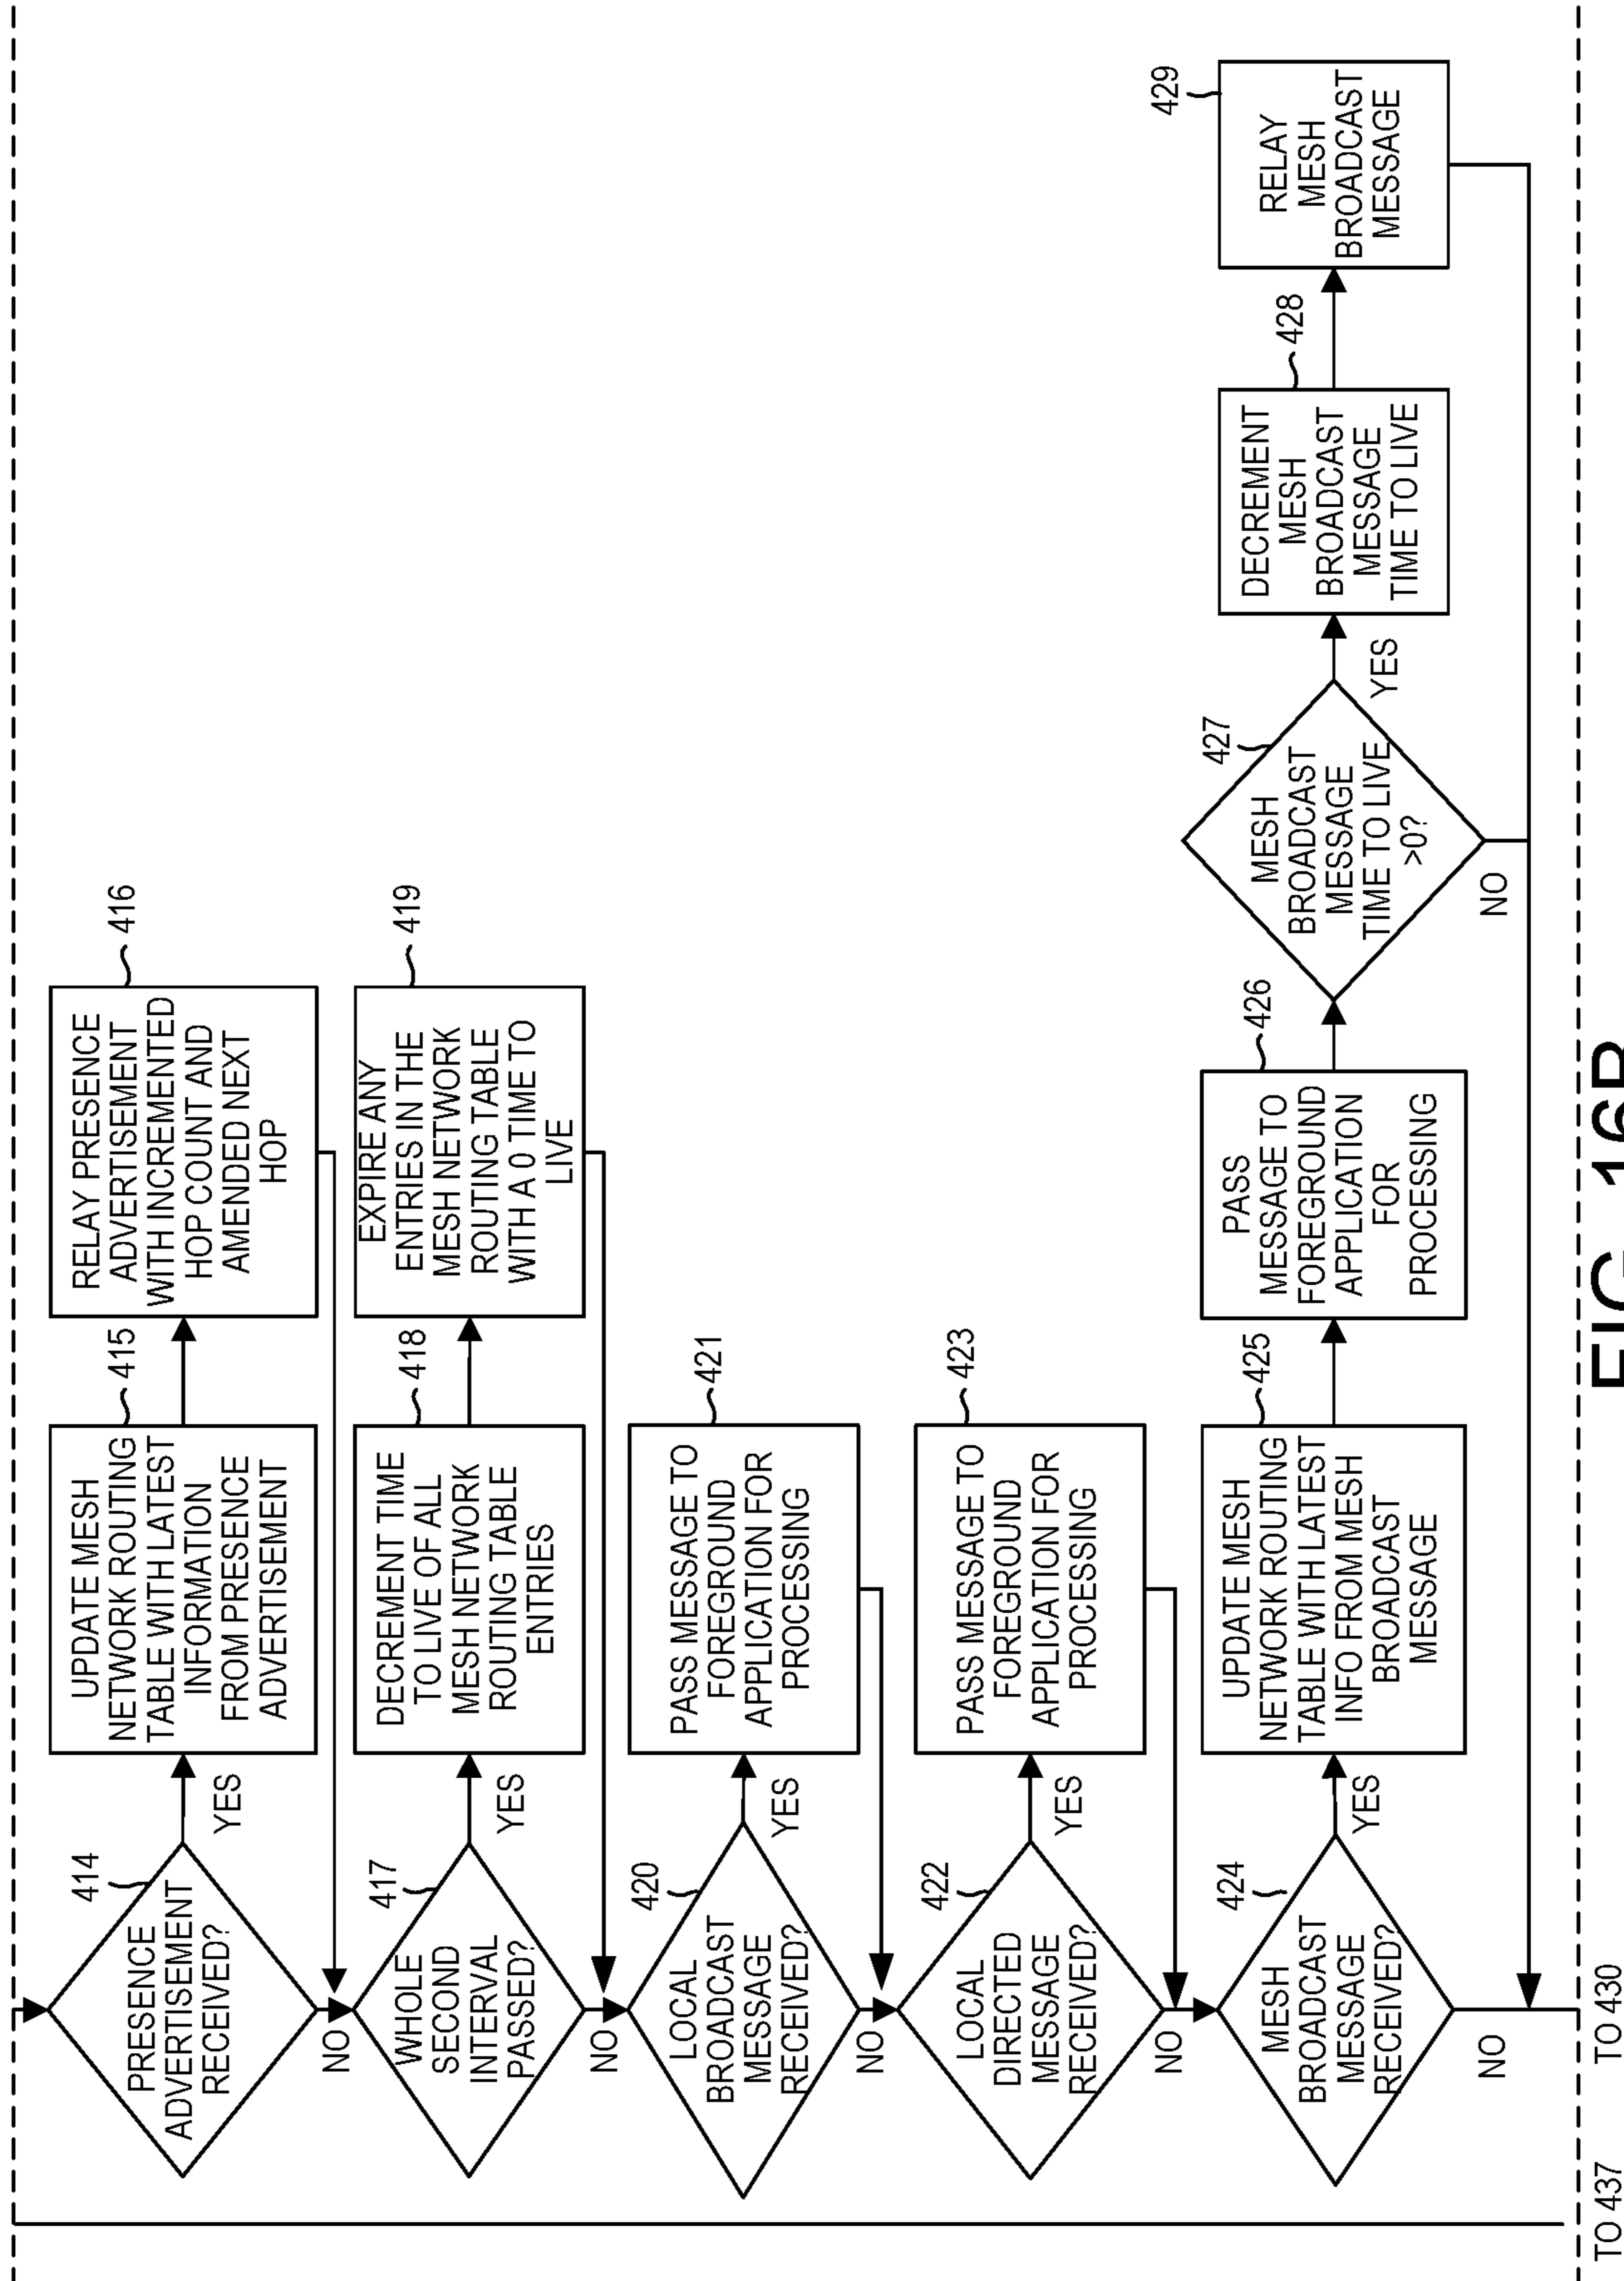 414
PRESENCE
ADVERTISEMENT
RECEIVED?
YES
NO
415
UPDATE MESH
NETWORK ROUTING
TABLE WITH LATEST
INFORMATION
FROM PRESENCE
ADVERTISEMENT
416
RELAY PRESENCE
ADVERTISEMENT
WITH INCREMENTED
HOP COUNT AND
AMENDED NEXT
HOP
417
WHOLE
SECOND
INTERVAL
PASSED?
YES
NO
418
DECREMENT TIME
TO LIVE OF ALL
MESH NETWORK
ROUTING TABLE
ENTRIES
419
EXPIRE ANY
ENTRIES IN THE
MESH NETWORK
ROUTING TABLE
WITH A 0 TIME TO
LIVE
420
LOCAL
BROADCAST
MESSAGE
RECEIVED?
YES
NO
421
PASS MESSAGE TO
FOREGROUND
APPLICATION FOR
PROCESSING
422
LOCAL
DIRECTED
MESSAGE
RECEIVED?
YES
NO
423
PASS MESSAGE TO
FOREGROUND
APPLICATION FOR
PROCESSING
424
MESH
BROADCAST
MESSAGE
RECEIVED?
YES
NO
425
UPDATE MESH
NETWORK ROUTING
TABLE WITH LATEST
INFO FROM MESH
BROADCAST
MESSAGE
426
PASS
MESSAGE TO
FOREGROUND
APPLICATION
FOR
PROCESSING
427
MESH
BROADCAST
MESSAGE
TIME TO LIVE
>0?
YES
NO
428
DECREMENT
MESH
BROADCAST
MESSAGE
TIME TO LIVE
429
RELAY
MESH
BROADCAST
MESSAGE
TO 437
TO 430
FIG. 16B